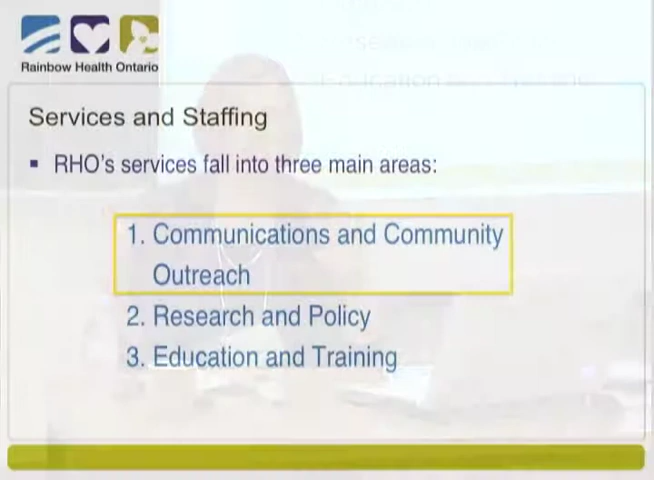 Rainbow Health Ontario
Services and Staffing
▪ RHO's services fall into three main areas:
1. Communications and Community
Outreach
2. Research and Policy
3. Education and Training